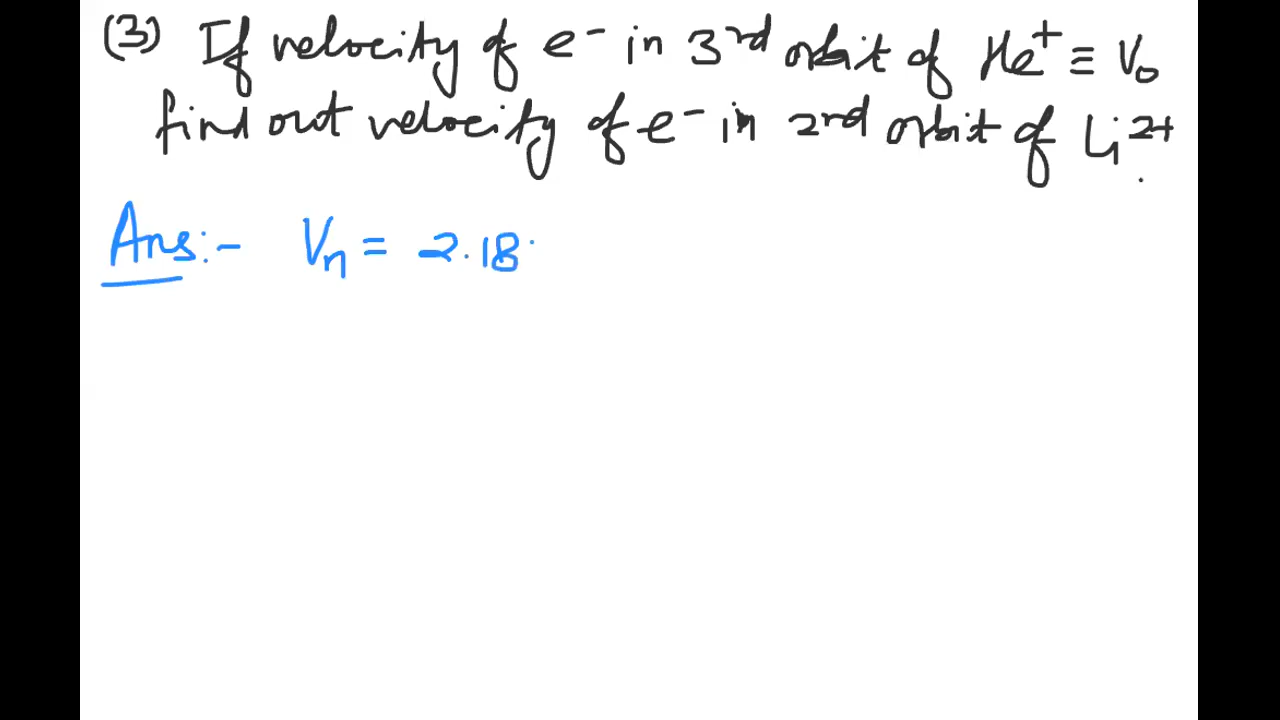 (3) If velocity of e⁻ in 3rd orbit of He⁺ ≡ V₀
find out velocity of e⁻ in 2rd orbit of Li²⁺
Ans:- Vₙ = 2.18